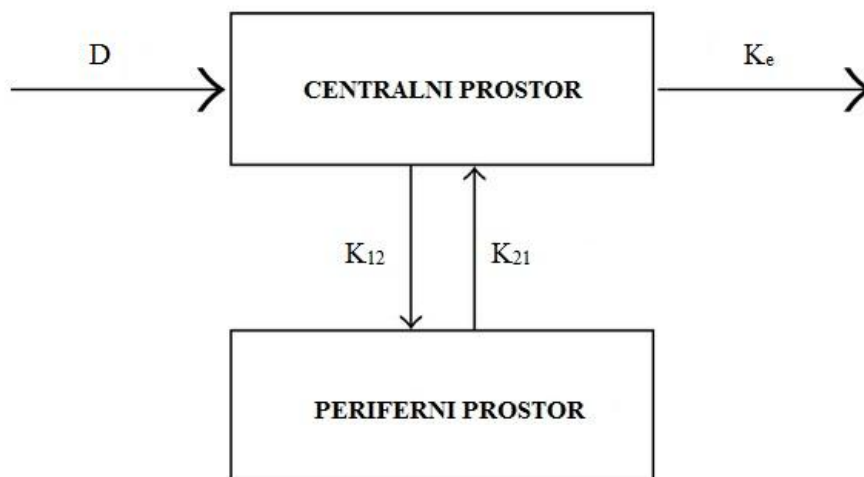 D
CENTRALNI PROSTOR
Ke
K12
K21
PERIFERNI PROSTOR